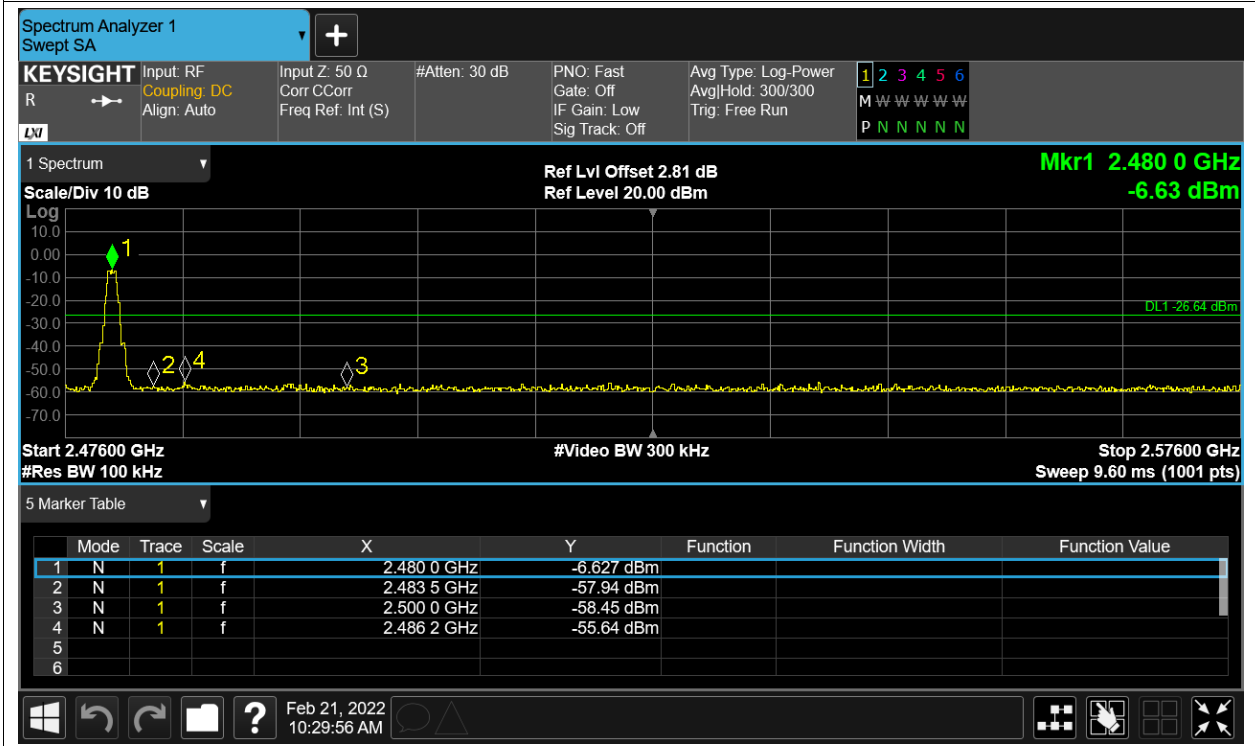 Spectrum Analyzer 1
Swept SA
+
KEYSIGHT
R
LXI
Input: RF
Coupling: DC
Align: Auto
Input Z: 50 Ω
Corr CCorr
Freq Ref: Int (S)
#Atten: 30 dB
PNO: Fast
Gate: Off
IF Gain: Low
Sig Track: Off
Avg Type: Log-Power
Avg|Hold: 300/300
Trig: Free Run
1 2 3 4 5 6
M W W W W W
P N N N N N
1 Spectrum
Scale/Div 10 dB
Ref Lvl Offset 2.81 dB
Ref Level 20.00 dBm
Mkr1 2.480 0 GHz
-6.63 dBm
Log
10.0
0.00
-10.0
-20.0
-30.0
-40.0
-50.0
-60.0
-70.0
1
2
4
3
DL1 -26.64 dBm
Start 2.47600 GHz
#Video BW 300 kHz
Stop 2.57600 GHz
#Res BW 100 kHz
Sweep 9.60 ms (1001 pts)
5 Marker Table
Mode Trace Scale X Y Function Function Width Function Value
1 N 1 f 2.480 0 GHz -6.627 dBm
2 N 1 f 2.483 5 GHz -57.94 dBm
3 N 1 f 2.500 0 GHz -58.45 dBm
4 N 1 f 2.486 2 GHz -55.64 dBm
5
6
?
Feb 21, 2022
10:29:56 AM